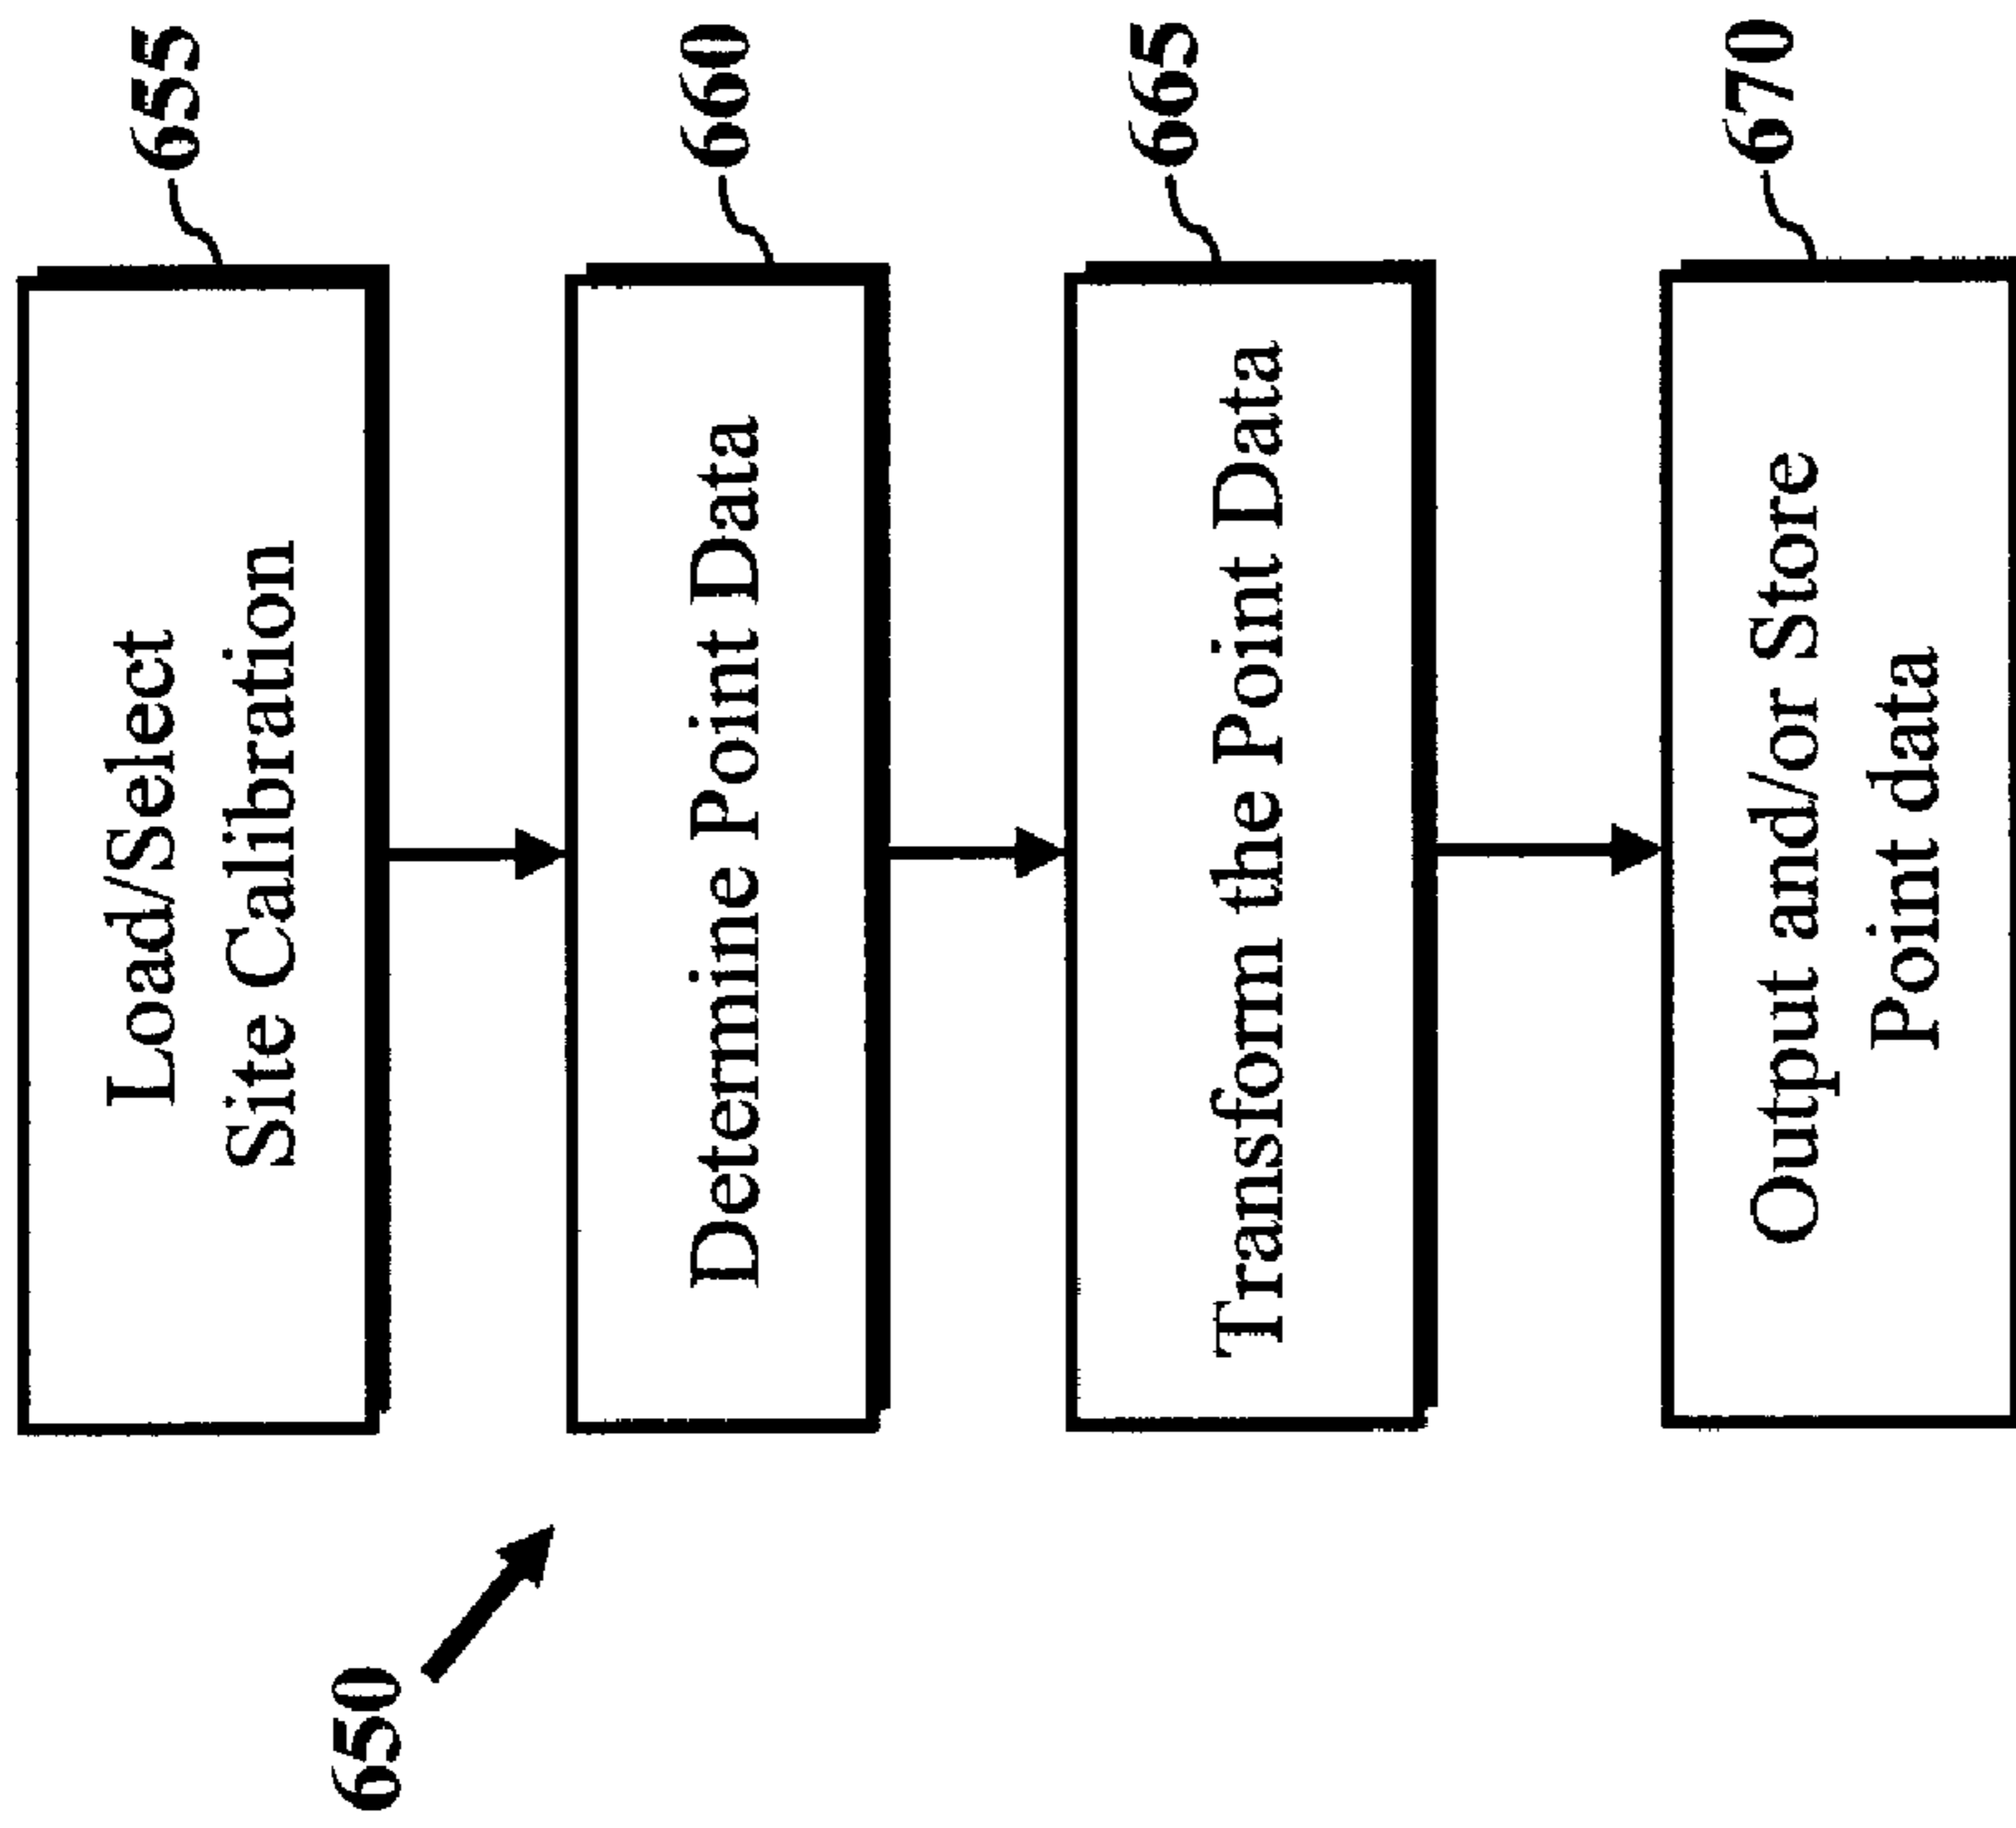 650
Load/Select
Site Calibration
655
Determine Point Data
660
Transform the Point Data
665
Output and/or Store
Point data
670